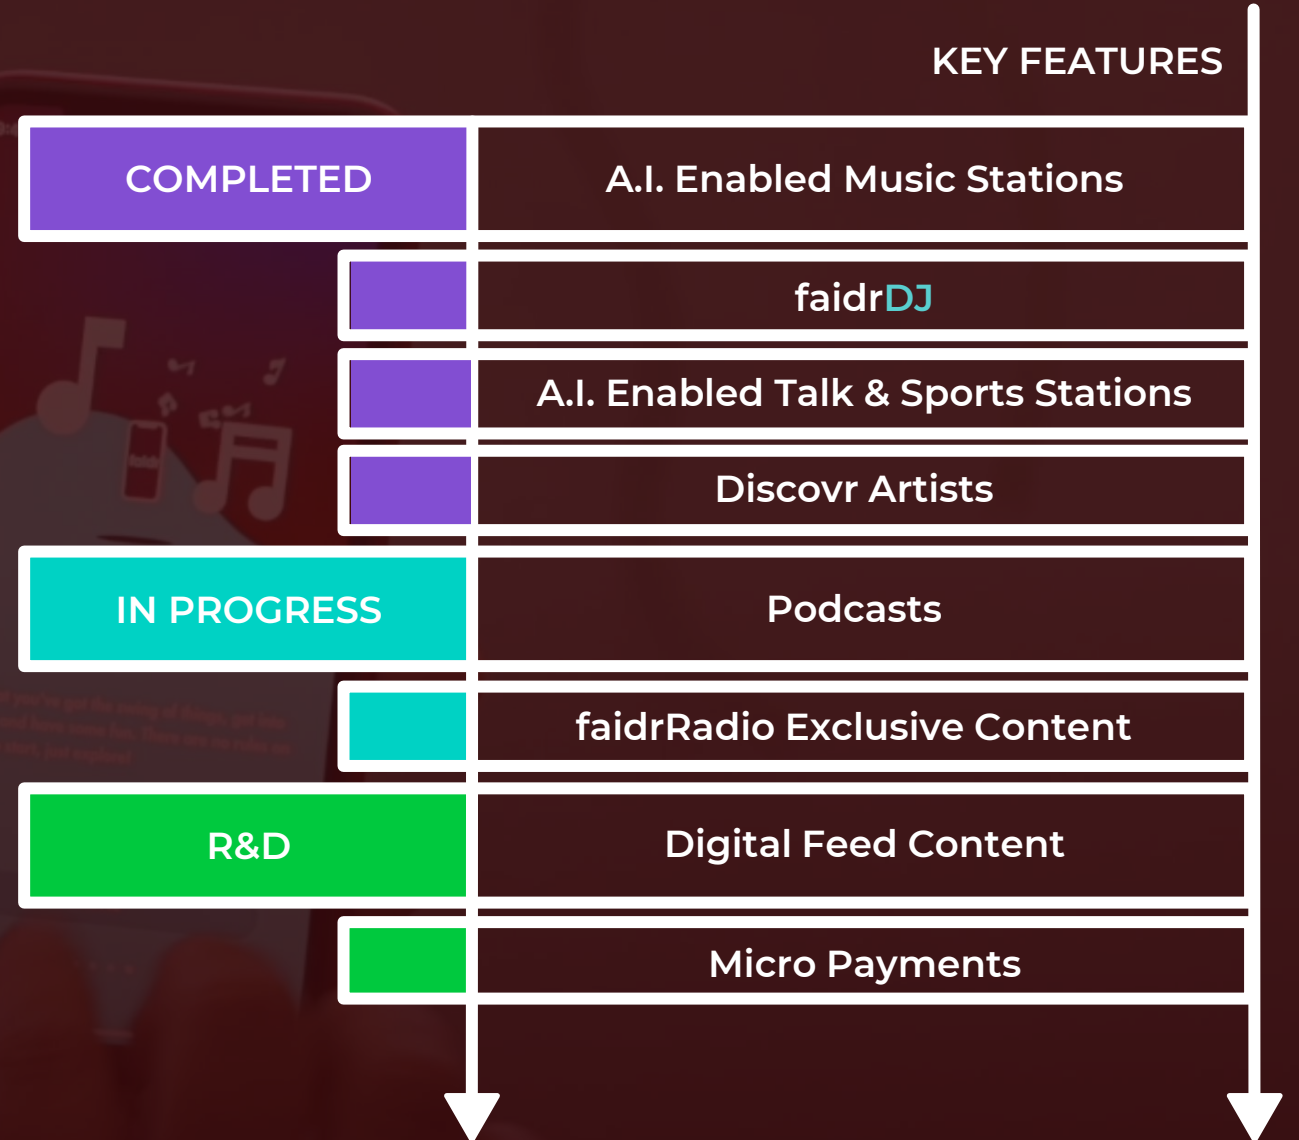 KEY FEATURES
COMPLETED
A.I. Enabled Music Stations
faidrDJ
A.I. Enabled Talk & Sports Stations
Discovr Artists
IN PROGRESS
Podcasts
faidrRadio Exclusive Content
R&D
Digital Feed Content
Micro Payments